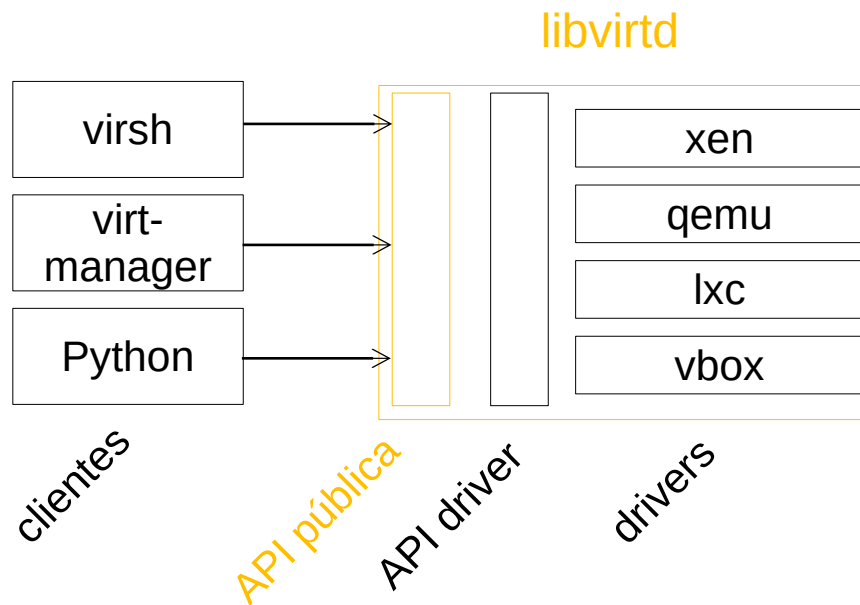 libvirtd
virsh
virt-
manager
Python
xen
qemu
lxc
vbox
clientes
API pública
API driver
drivers